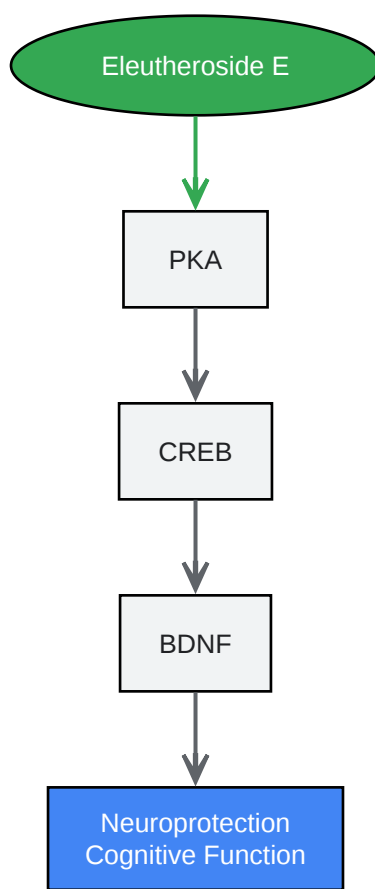 Eleutheroside E
PKA
CREB
BDNF
Neuroprotection
Cognitive Function